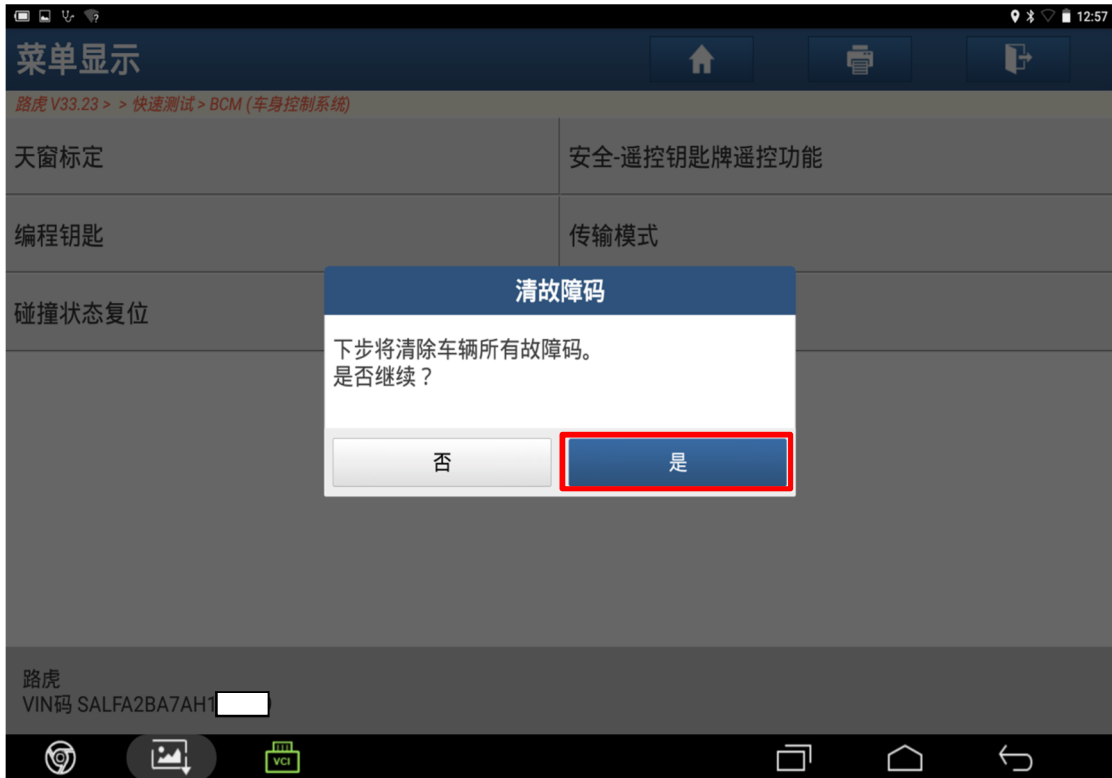 12:57
菜单显示
路虎 V33.23 > > 快速测试 > BCM (车身控制系统)
天窗标定
安全-遥控钥匙牌遥控功能
编程钥匙
传输模式
碰撞状态复位
清故障码
下步将清除车辆所有故障码。
是否继续？
否
是
路虎
VIN码 SALFA2BA7AH1
VCI